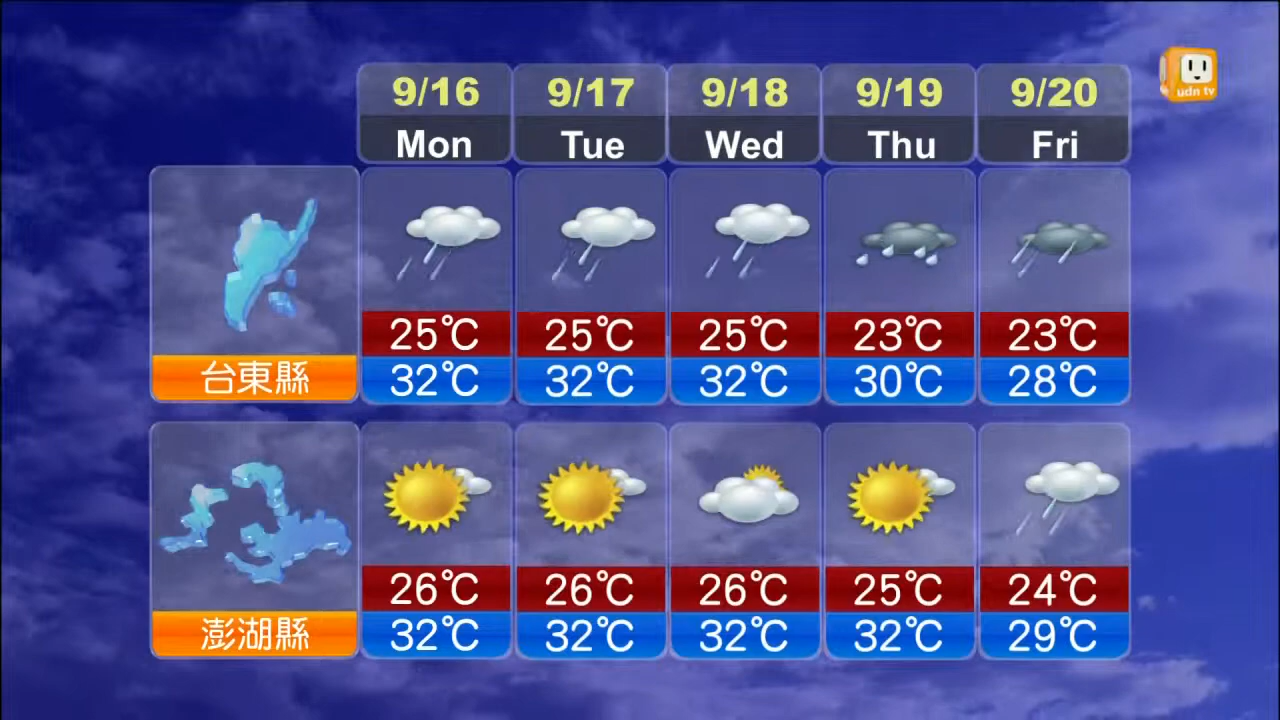 9/16 9/17 9/18 9/19 9/20
udn tv
Mon Tue Wed Thu Fri
25℃ 25℃ 25℃ 23℃ 23℃
台東縣 32℃ 32℃ 32℃ 30℃ 28℃
26℃ 26℃ 26℃ 25℃ 24℃
澎湖縣 32℃ 32℃ 32℃ 32℃ 29℃